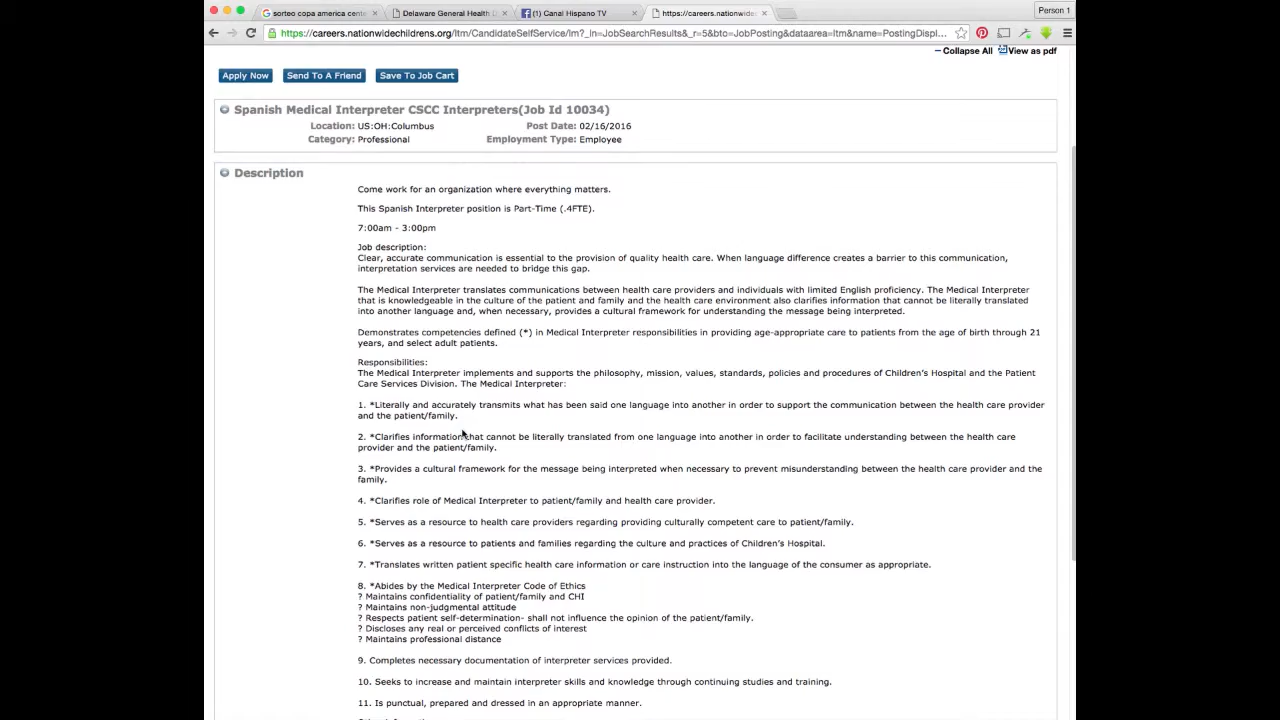 sorteo copa america cente
Delaware General Health D
(1) Canal Hispano TV
https://careers.nationwide
Person 1
https://careers.nationwidechildrens.org/ltm/CandidateSelfService/lm?_ln=JobSearchResults&_r=5&bto=JobPosting&dataarea=ltm&name=PostingDispl...
Collapse All View as pdf
Apply Now Send To A Friend Save To Job Cart
Spanish Medical Interpreter CSCC Interpreters(Job Id 10034)
Location: US:OH:Columbus Post Date: 02/16/2016
Category: Professional Employment Type: Employee
Description
Come work for an organization where everything matters.
This Spanish Interpreter position is Part-Time (.4FTE).
7:00am - 3:00pm
Job description:
Clear, accurate communication is essential to the provision of quality health care. When language difference creates a barrier to this communication,
interpretation services are needed to bridge this gap.
The Medical Interpreter translates communications between health care providers and individuals with limited English proficiency. The Medical Interpreter
that is knowledgeable in the culture of the patient and family and the health care environment also clarifies information that cannot be literally translated
into another language and, when necessary, provides a cultural framework for understanding the message being interpreted.
Demonstrates competencies defined (*) in Medical Interpreter responsibilities in providing age-appropriate care to patients from the age of birth through 21
years, and select adult patients.
Responsibilities:
The Medical Interpreter implements and supports the philosophy, mission, values, standards, policies and procedures of Children's Hospital and the Patient
Care Services Division. The Medical Interpreter:
1. *Literally and accurately transmits what has been said one language into another in order to support the communication between the health care provider
and the patient/family.
2. *Clarifies information that cannot be literally translated from one language into another in order to facilitate understanding between the health care
provider and the patient/family.
3. *Provides a cultural framework for the message being interpreted when necessary to prevent misunderstanding between the health care provider and the
family.
4. *Clarifies role of Medical Interpreter to patient/family and health care provider.
5. *Serves as a resource to health care providers regarding providing culturally competent care to patient/family.
6. *Serves as a resource to patients and families regarding the culture and practices of Children's Hospital.
7. *Translates written patient specific health care information or care instruction into the language of the consumer as appropriate.
8. *Abides by the Medical Interpreter Code of Ethics
? Maintains confidentiality of patient/family and CHI
? Maintains non-judgmental attitude
? Respects patient self-determination- shall not influence the opinion of the patient/family.
? Discloses any real or perceived conflicts of interest
? Maintains professional distance
9. Completes necessary documentation of interpreter services provided.
10. Seeks to increase and maintain interpreter skills and knowledge through continuing studies and training.
11. Is punctual, prepared and dressed in an appropriate manner.